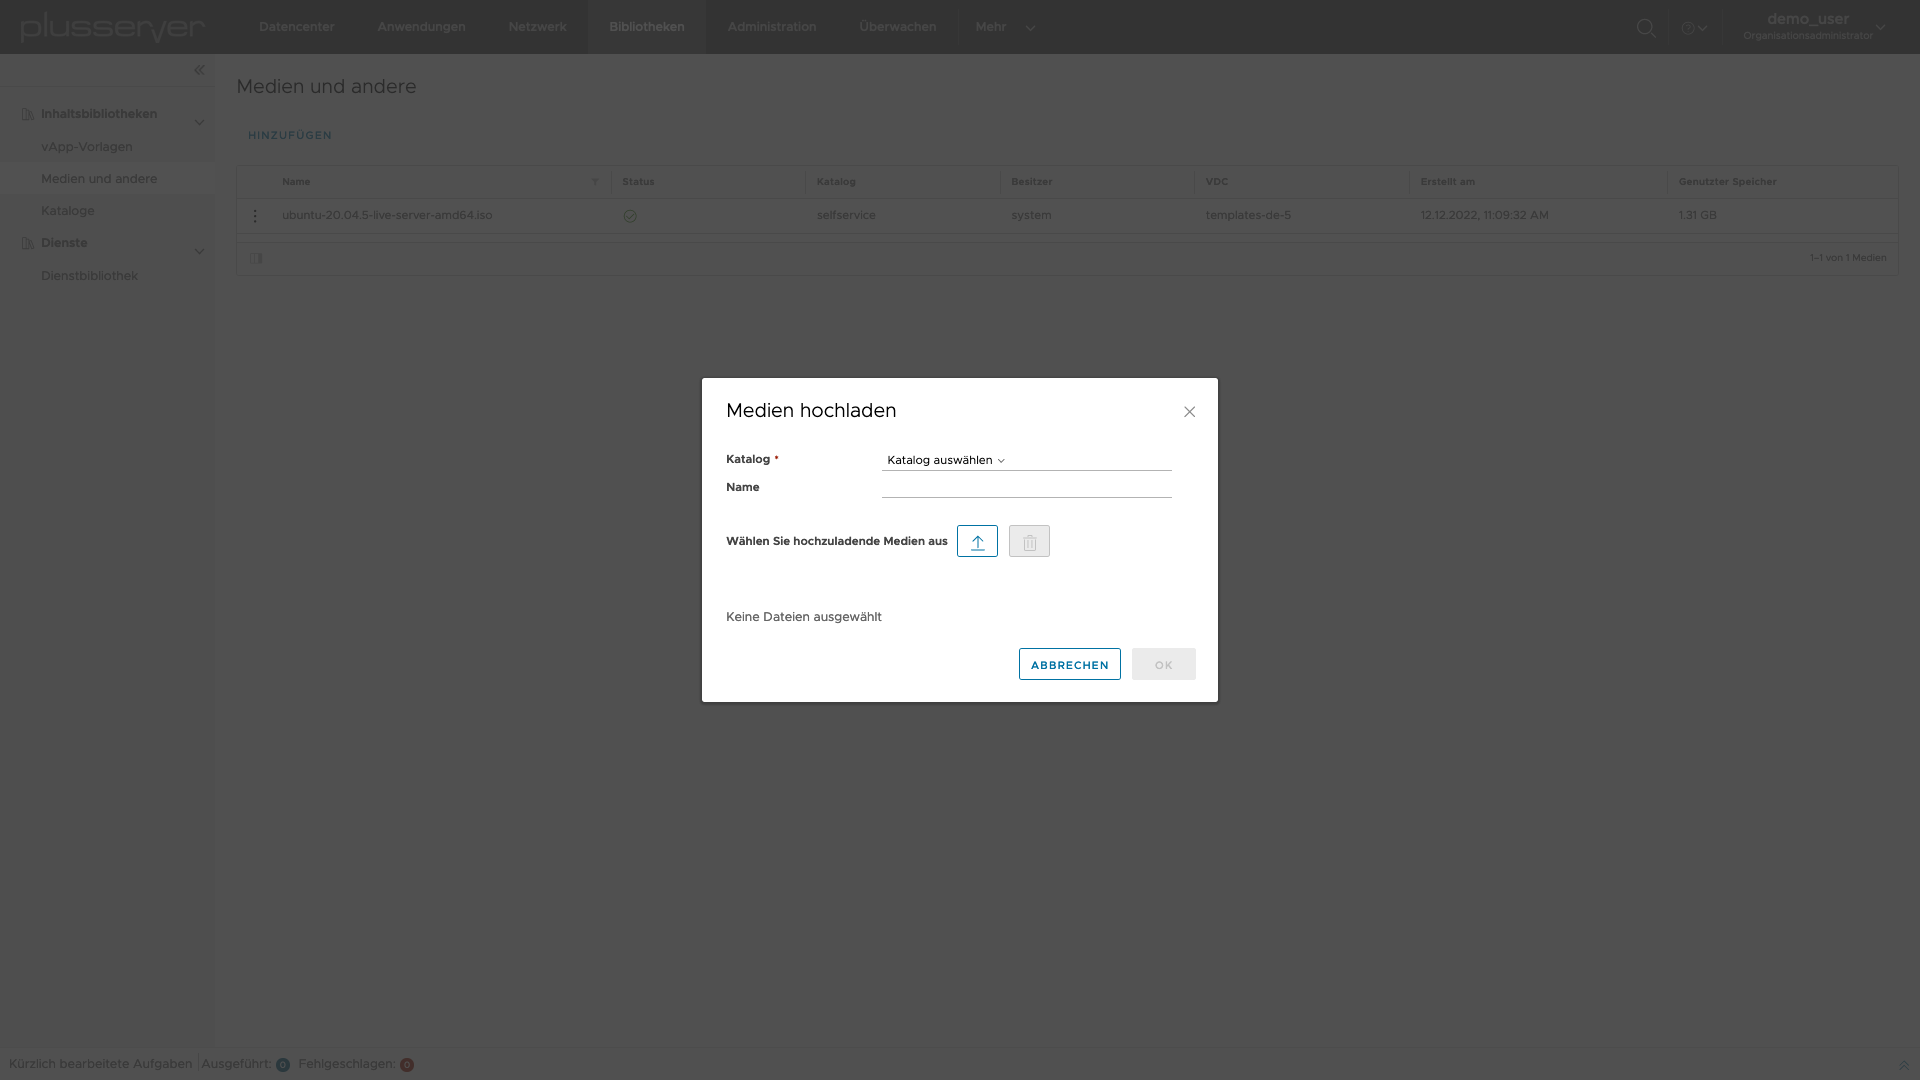 plusserver
Datencenter Anwendungen Netzwerk Bibliotheken Administration Überwachen Mehr
demo_user
Organisationsadministrator
Inhaltsbibliotheken
vApp-Vorlagen
Medien und andere
Kataloge
Dienste
Dienstbibliothek
Medien und andere
HINZUFÜGEN
Name Status Katalog Besitzer VDC Erstellt am Genutzter Speicher
ubuntu-20.04.5-live-server-amd64.iso selfservice system templates-de-5 12.12.2022, 11:09:32 AM 1.31 GB
1–1 von 1 Medien
Medien hochladen
Katalog * Katalog auswählen
Name
Wählen Sie hochzuladende Medien aus
Keine Dateien ausgewählt
ABBRECHEN OK
Kürzlich bearbeitete Aufgaben Ausgeführt: 0 Fehlgeschlagen: 0